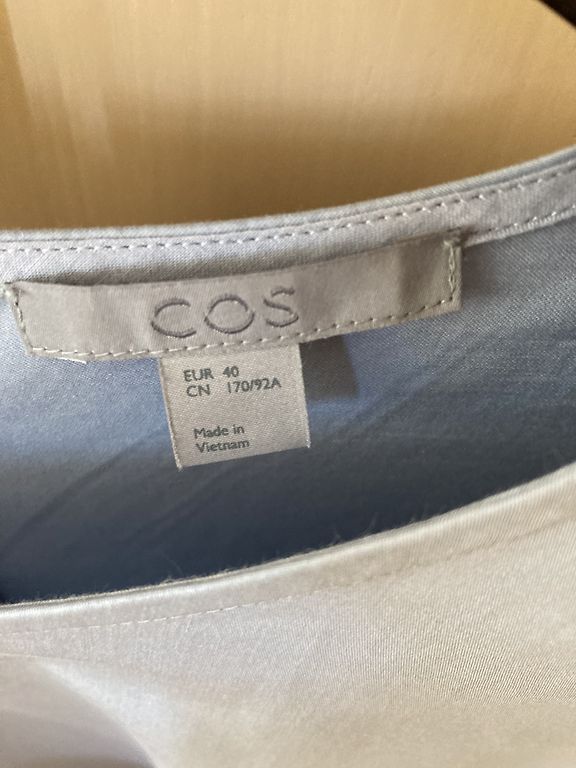 COS
EUR 40
CN 170/92A
Made in
Vietnam